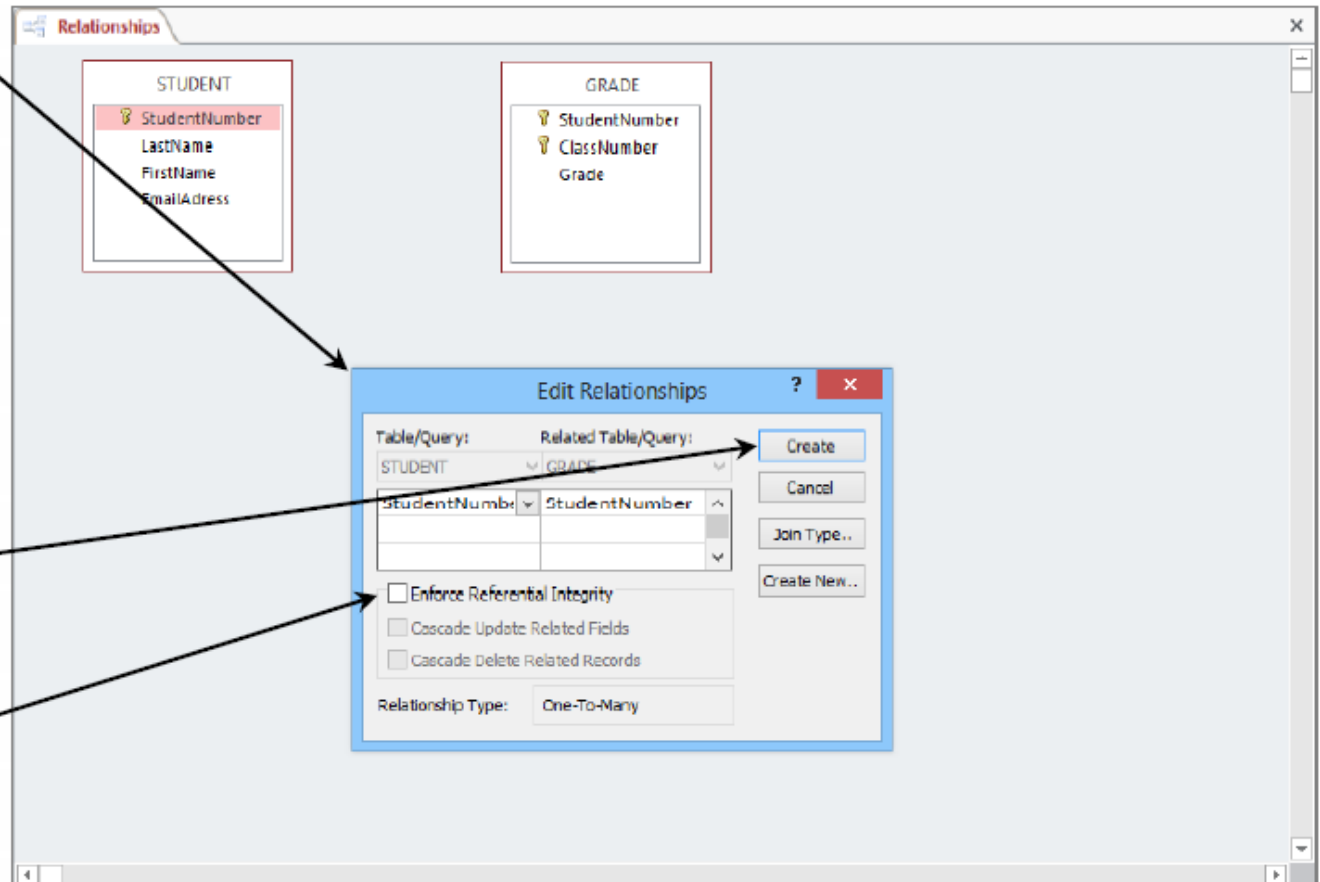 Relationships
STUDENT
StudentNumber
LastName
FirstName
EmailAdress
GRADE
StudentNumber
ClassNumber
Grade
Edit Relationships
?
Table/Query:
Related Table/Query:
STUDENT
GRADE
StudentNumbe
StudentNumber
Create
Cancel
Join Type..
Create New..
Enforce Referential Integrity
Cascade Update Related Fields
Cascade Delete Related Records
Relationship Type:
One-To-Many